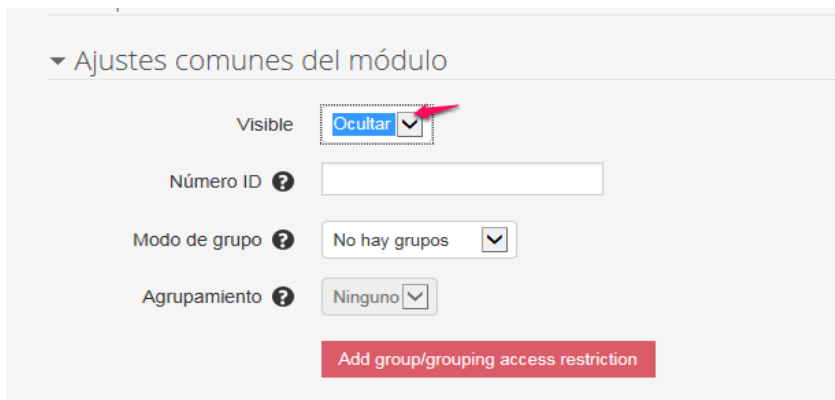 Ajustes comunes del módulo
Visible Ocultar
Número ID
Modo de grupo No hay grupos
Agrupamiento Ninguno
Add group/grouping access restriction